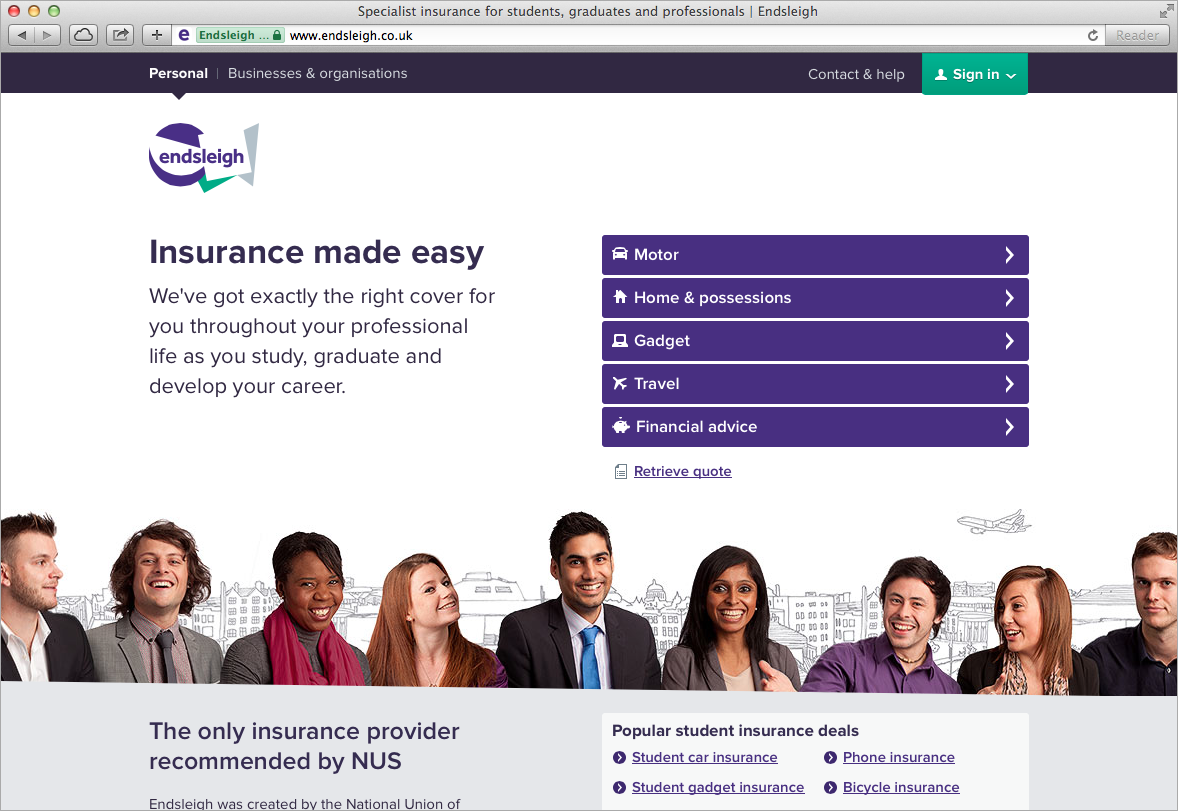 Specialist insurance for students, graduates and professionals | Endsleigh
Endsleigh ... www.endsleigh.co.uk Reader
Personal | Businesses & organisations Contact & help Sign in
endsleigh
Insurance made easy
We've got exactly the right cover for
you throughout your professional
life as you study, graduate and
develop your career.
Motor
Home & possessions
Gadget
Travel
Financial advice
Retrieve quote
The only insurance provider
recommended by NUS
Endsleigh was created by the National Union of
Popular student insurance deals
Student car insurance Phone insurance
Student gadget insurance Bicycle insurance